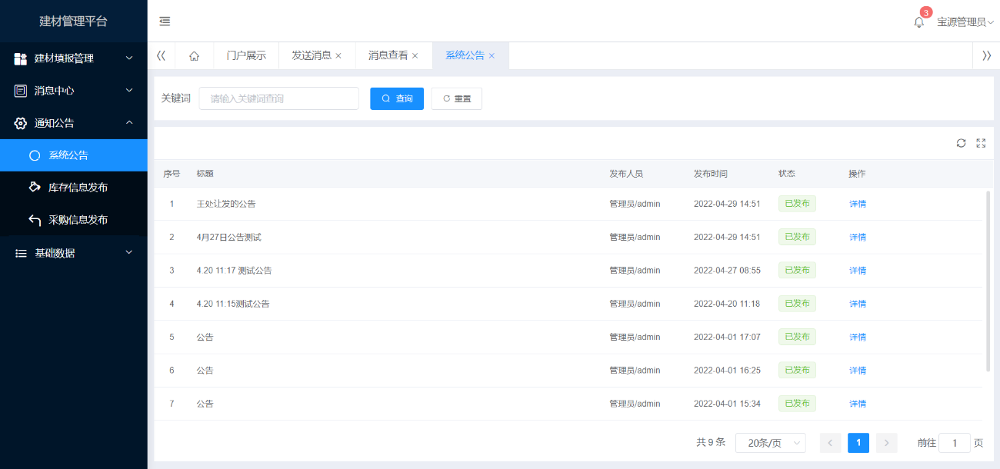 建材管理平台
3
宝源管理员
建材填报管理
消息中心
通知公告
系统公告
库存信息发布
采购信息发布
基础数据
门户展示 发送消息 消息查看 系统公告
关键词 请输入关键词查询 查询 重置
序号 标题 发布人员 发布时间 状态 操作
1 王处让发的公告 管理员/admin 2022-04-29 14:51 已发布 详情
2 4月27日公告测试 管理员/admin 2022-04-29 14:51 已发布 详情
3 4.20 11:17 测试公告 管理员/admin 2022-04-27 08:55 已发布 详情
4 4.20 11:15测试公告 管理员/admin 2022-04-20 11:18 已发布 详情
5 公告 管理员/admin 2022-04-01 17:07 已发布 详情
6 公告 管理员/admin 2022-04-01 16:25 已发布 详情
7 公告 管理员/admin 2022-04-01 15:34 已发布 详情
共 9 条 20条/页 1 前往 1 页